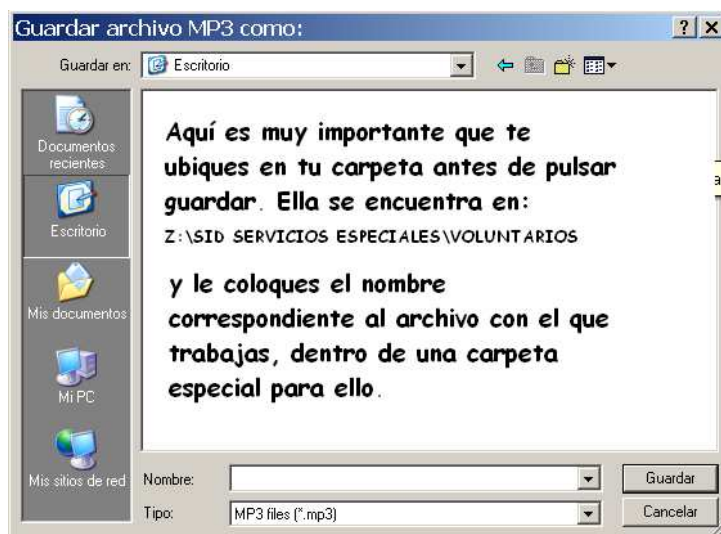 Guardar archivo MP3 como:
Guardar en: Escritorio
Documentos
recientes
Escritorio
Mis documentos
Mi PC
Mis sitios de red
Aquí es muy importante que te
ubiques en tu carpeta antes de pulsar
guardar. Ella se encuentra en:
Z:\SID SERVICIOS ESPECIALES\VOLUNTARIOS
y le coloques el nombre
correspondiente al archivo con el que
trabajas, dentro de una carpeta
especial para ello.
Nombre: Guardar
Tipo: MP3 files (*.mp3) Cancelar